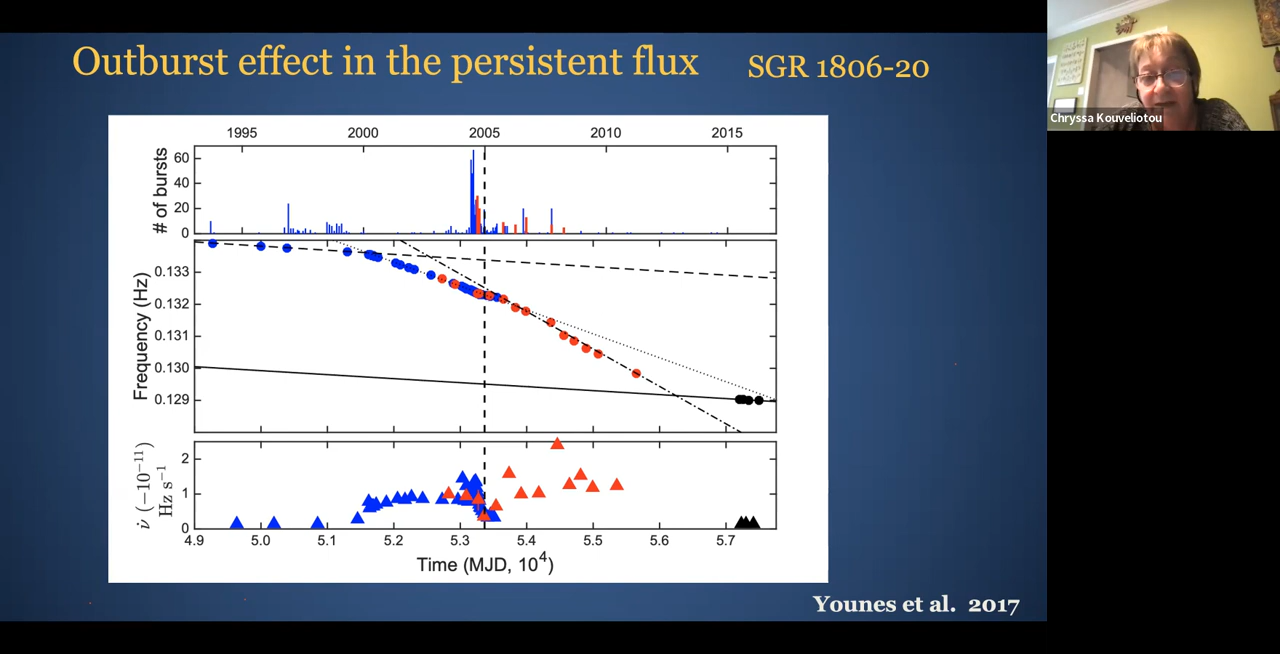 Outburst effect in the persistent flux SGR 1806-20
Chryssa Kouveliotou
1995 2000 2005 2010 2015
# of bursts
60
40
20
0
Frequency (Hz)
0.133
0.132
0.131
0.130
0.129
ν̇ (−10⁻¹¹)
Hz s⁻¹
2
1
0
4.9 5.0 5.1 5.2 5.3 5.4 5.5 5.6 5.7
Time (MJD, 10⁴)
Younes et al. 2017